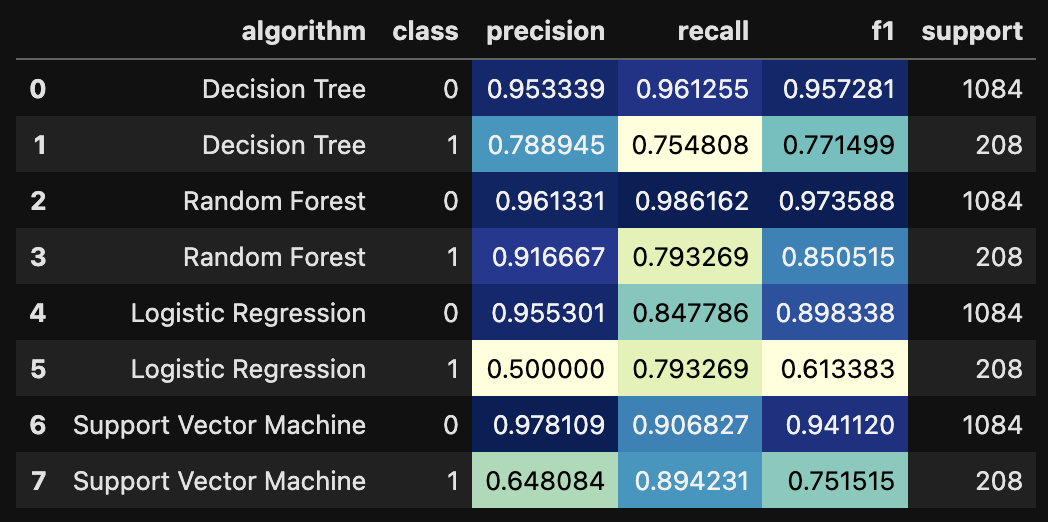 algorithm class precision recall f1 support
0 Decision Tree 0 0.953339 0.961255 0.957281 1084
1 Decision Tree 1 0.788945 0.754808 0.771499 208
2 Random Forest 0 0.961331 0.986162 0.973588 1084
3 Random Forest 1 0.916667 0.793269 0.850515 208
4 Logistic Regression 0 0.955301 0.847786 0.898338 1084
5 Logistic Regression 1 0.500000 0.793269 0.613383 208
6 Support Vector Machine 0 0.978109 0.906827 0.941120 1084
7 Support Vector Machine 1 0.648084 0.894231 0.751515 208